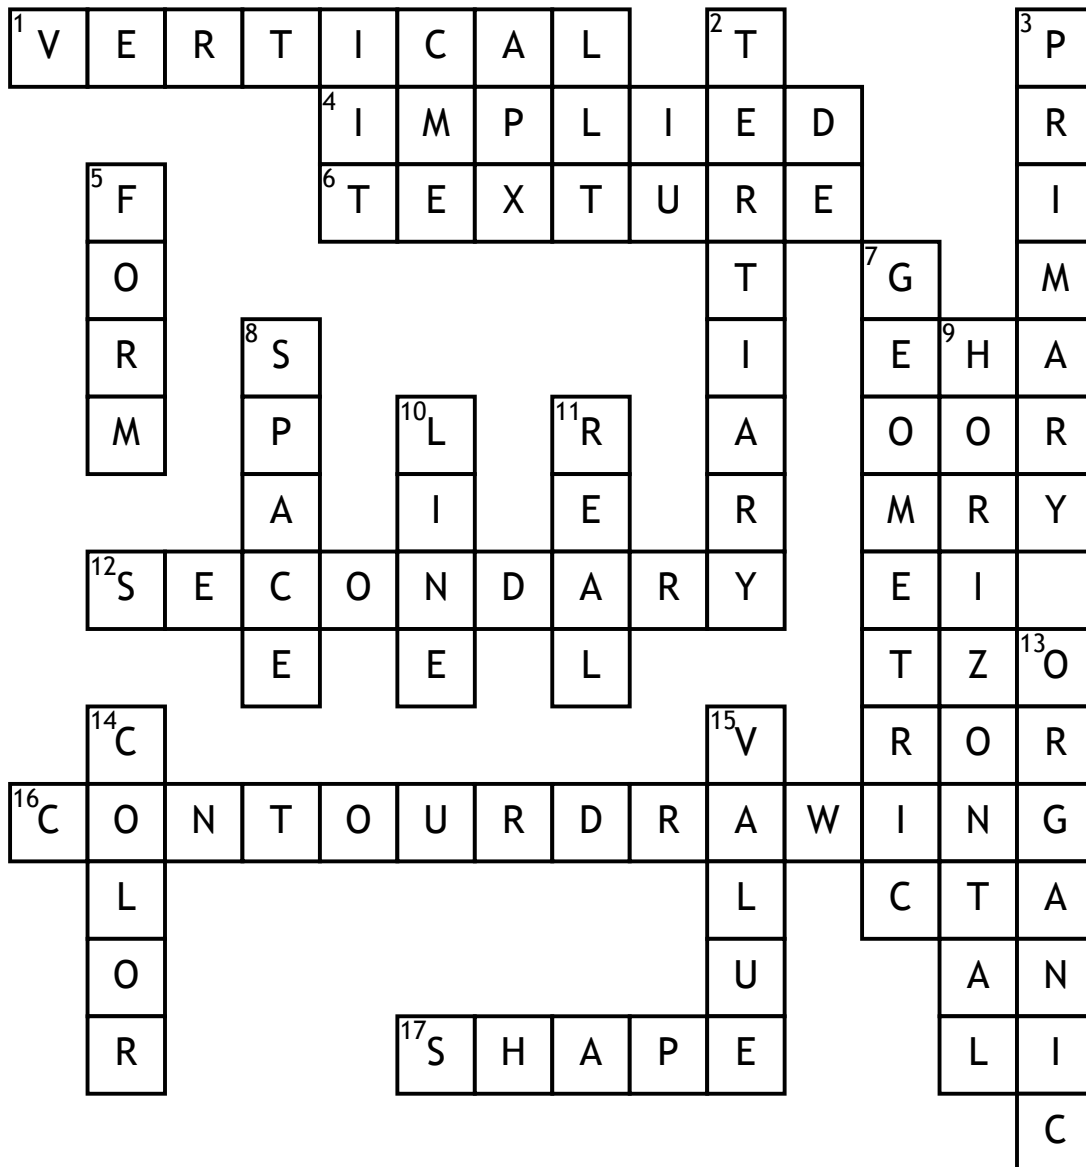 1 V E R T I C A L 2 T 3 P
4 I M P L I E D R
5 F 6 T E X T U R E I
O T 7 G M
R 8 S I E 9 H A
M P 10 L 11 R A O O R
A I E R M R Y
12 S E C O N D A R Y E I
E E L T Z 13 O
14 C 15 V R O R
16 C O N T O U R D R A W I N G
L L C T A
O U A N
R 17 S H A P E L I
C